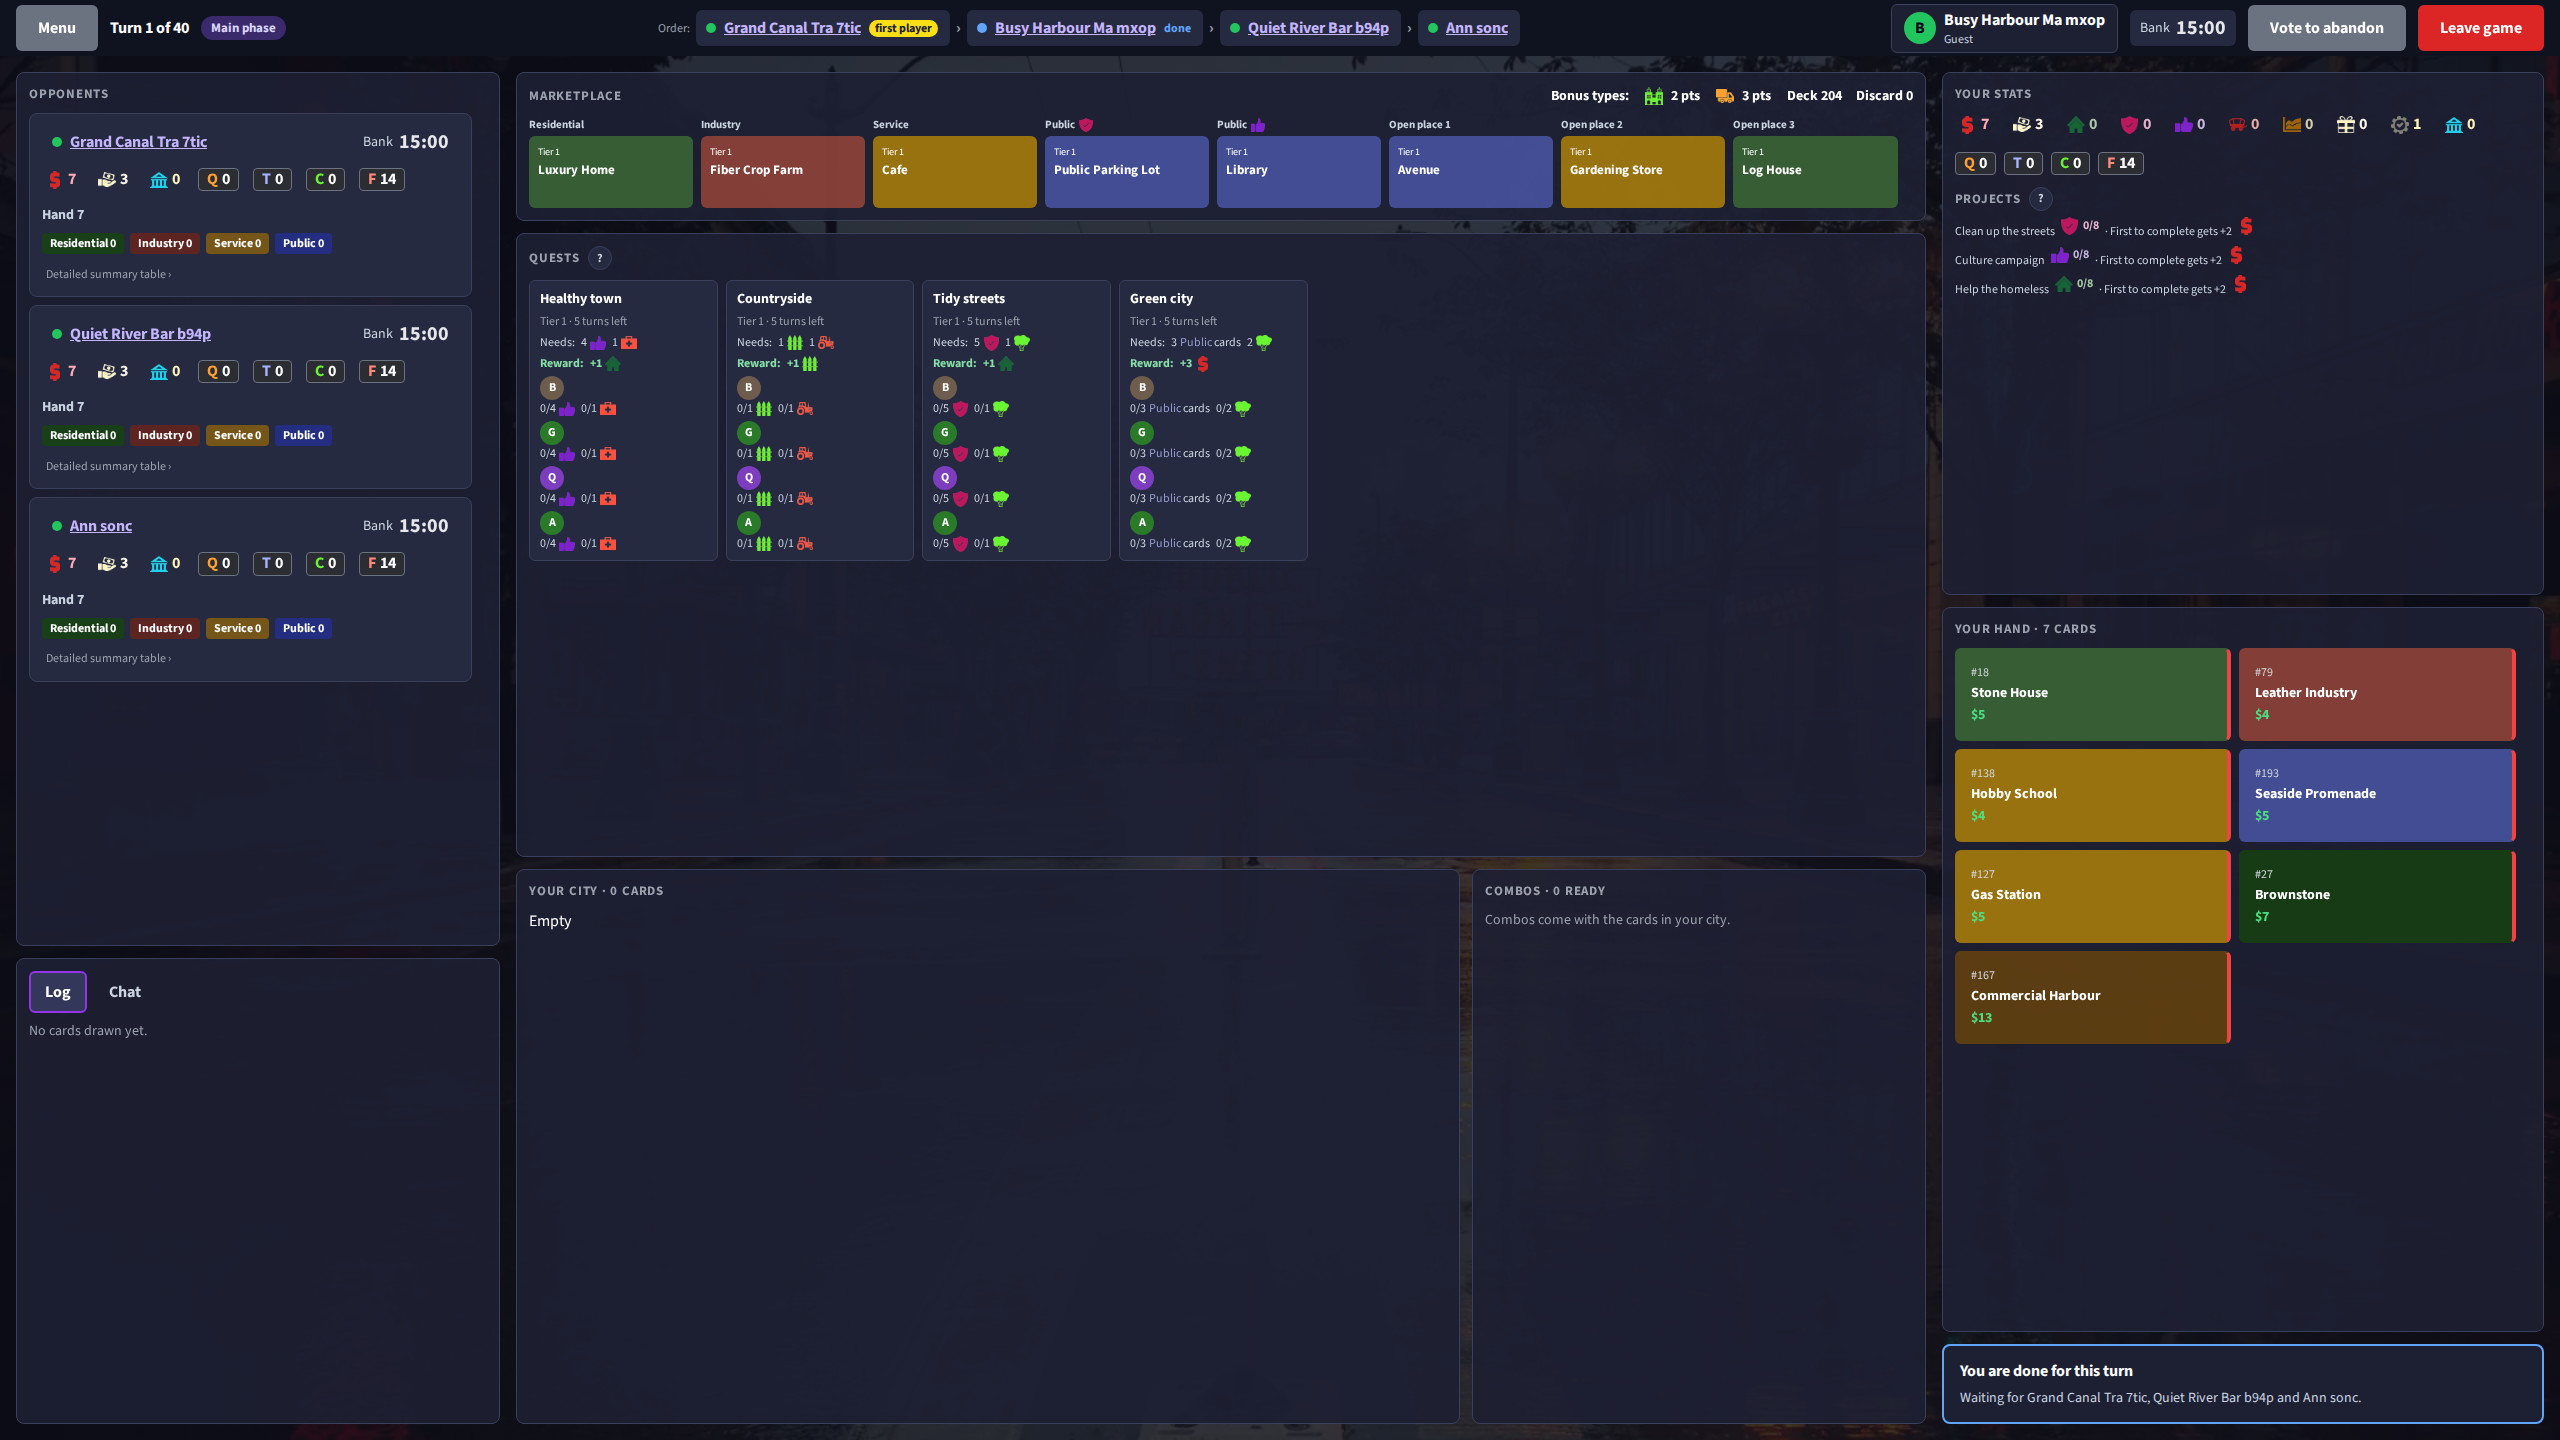 Menu
Turn 1 of 40 Main phase
Order: Grand Canal Tra 7tic first player › Busy Harbour Ma mxop done › Quiet River Bar b94p › Ann sonc
B Busy Harbour Ma mxop
Guest
Bank 15:00
Vote to abandon
Leave game
OPPONENTS
Grand Canal Tra 7tic Bank 15:00
7 3 0 Q 0 T 0 C 0 F 14
Hand 7
Residential 0 Industry 0 Service 0 Public 0
Detailed summary table ›
Quiet River Bar b94p Bank 15:00
7 3 0 Q 0 T 0 C 0 F 14
Hand 7
Residential 0 Industry 0 Service 0 Public 0
Detailed summary table ›
Ann sonc Bank 15:00
7 3 0 Q 0 T 0 C 0 F 14
Hand 7
Residential 0 Industry 0 Service 0 Public 0
Detailed summary table ›
Log Chat
No cards drawn yet.
MARKETPLACE
Bonus types: 2 pts 3 pts Deck 204 Discard 0
Residential Industry Service Public Public Open place 1 Open place 2 Open place 3
Tier 1 Tier 1 Tier 1 Tier 1 Tier 1 Tier 1 Tier 1 Tier 1
Luxury Home Fiber Crop Farm Cafe Public Parking Lot Library Avenue Gardening Store Log House
QUESTS ?
Healthy town
Tier 1 · 5 turns left
Needs: 4 1
Reward: +1
B
0/4 0/1
G
0/4 0/1
Q
0/4 0/1
A
0/4 0/1
Countryside
Tier 1 · 5 turns left
Needs: 1 1
Reward: +1
B
0/1 0/1
G
0/1 0/1
Q
0/1 0/1
A
0/1 0/1
Tidy streets
Tier 1 · 5 turns left
Needs: 5 1
Reward: +1
B
0/5 0/1
G
0/5 0/1
Q
0/5 0/1
A
0/5 0/1
Green city
Tier 1 · 5 turns left
Needs: 3 Public cards 2
Reward: +3
B
0/3 Public cards 0/2
G
0/3 Public cards 0/2
Q
0/3 Public cards 0/2
A
0/3 Public cards 0/2
YOUR CITY · 0 CARDS
Empty
COMBOS · 0 READY
Combos come with the cards in your city.
YOUR STATS
7 3 0 0 0 0 0 0 1 0
Q 0 T 0 C 0 F 14
PROJECTS ?
Clean up the streets 0/8 · First to complete gets +2
Culture campaign 0/8 · First to complete gets +2
Help the homeless 0/8 · First to complete gets +2
YOUR HAND · 7 CARDS
#18
Stone House
$5
#79
Leather Industry
$4
#138
Hobby School
$4
#193
Seaside Promenade
$5
#127
Gas Station
$5
#27
Brownstone
$7
#167
Commercial Harbour
$13
You are done for this turn
Waiting for Grand Canal Tra 7tic, Quiet River Bar b94p and Ann sonc.